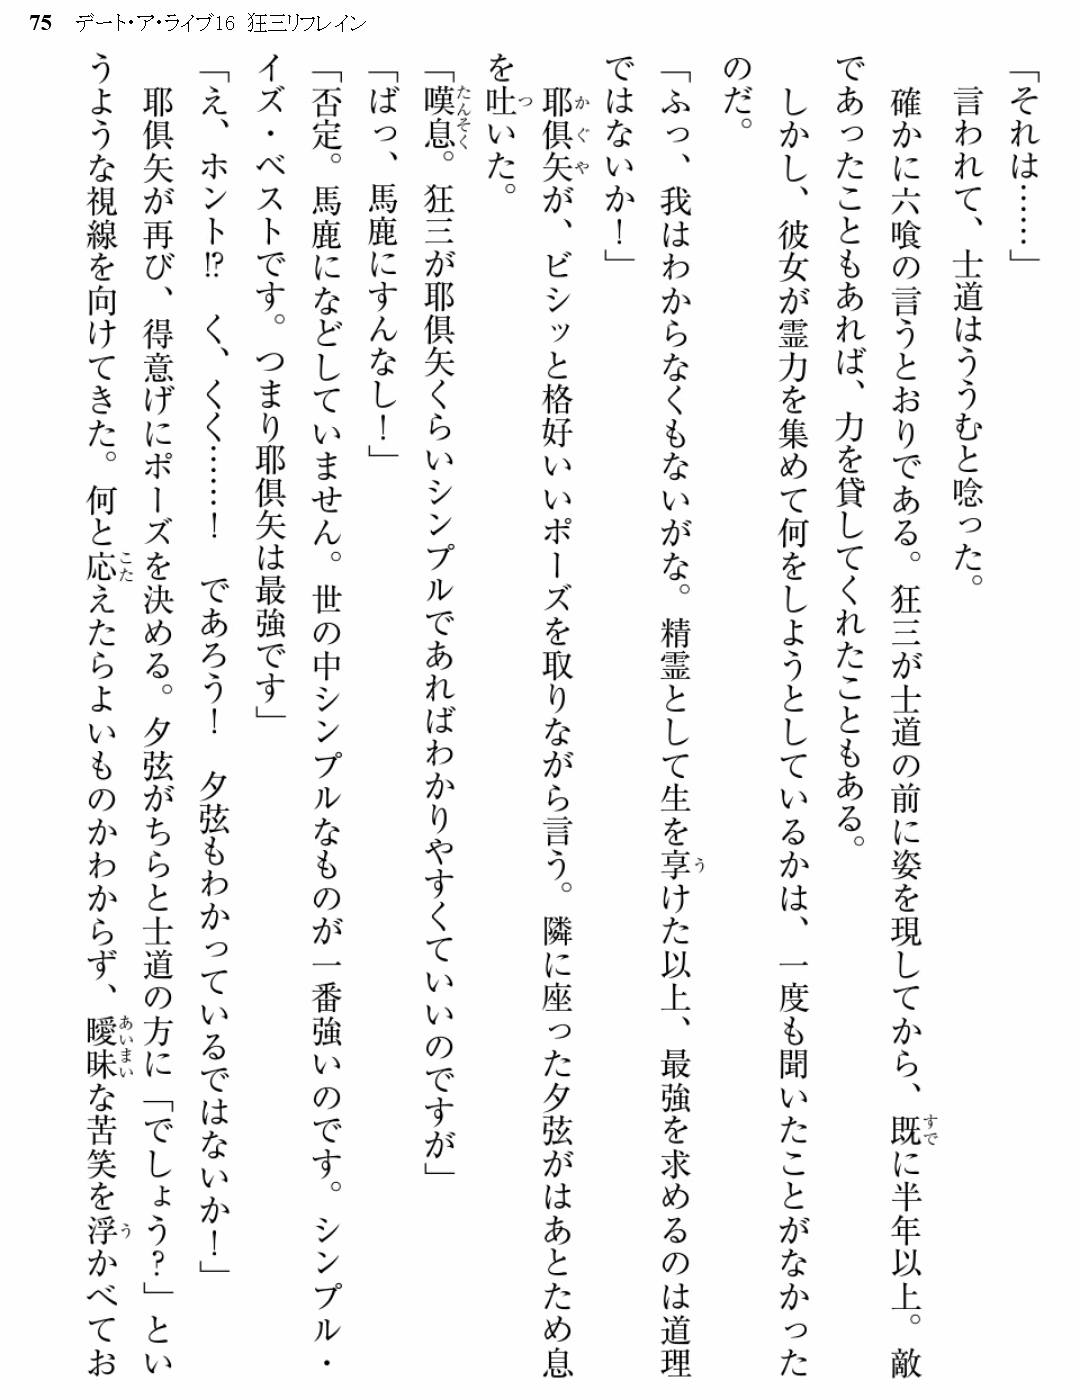 75 デート・ア・ライブ16 狂三リフレイン
「それは……」
言われて、士道はううむと唸った。
確かに六喰の言うとおりである。狂三が士道の前に姿を現してから、既に半年以上。敵
であったこともあれば、力を貸してくれたこともある。
しかし、彼女が霊力を集めて何をしようとしているかは、一度も聞いたことがなかった
のだ。
「ふっ、我はわからなくもないがな。精霊として生を享けた以上、最強を求めるのは道理
ではないか！」
耶倶矢が、ビシッと格好いいポーズを取りながら言う。隣に座った夕弦がはあとため息
を吐いた。
「嘆息。狂三が耶倶矢くらいシンプルであればわかりやすくていいのですが」
「ばっ、馬鹿にすんなし！」
「否定。馬鹿になどしていません。世の中シンプルなものが一番強いのです。シンプル・
イズ・ベストです。つまり耶倶矢は最強です」
「え、ホント⁉ く、くく……！ であろう！ 夕弦もわかっているではないか！」
耶倶矢が再び、得意げにポーズを決める。夕弦がちらと士道の方に「でしょう？」とい
うような視線を向けてきた。何と応えたらよいものかわからず、曖昧な苦笑を浮かべてお